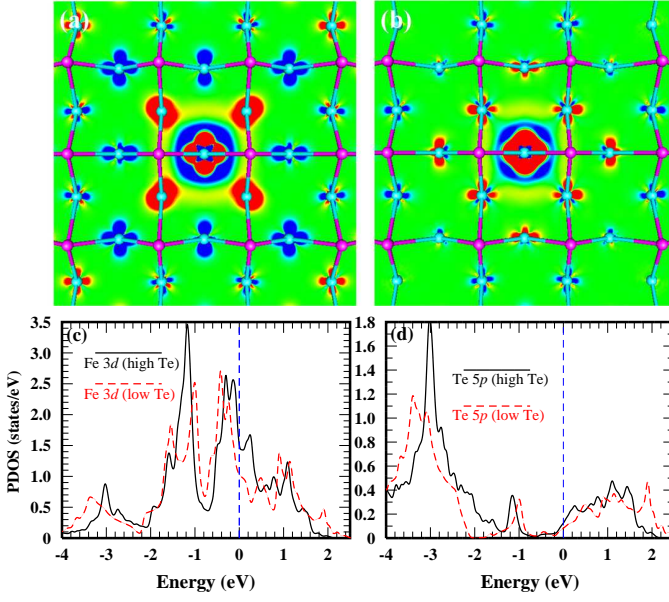 (a) (b)
(c) (d)
Fe 3d (high Te)
Fe 3d (low Te)
Te 5p (high Te)
Te 5p (low Te)
PDOS (states/eV)
3.5
3.0
2.5
2.0
1.5
1.0
0.5
0
-4 -3 -2 -1 0 1 2
Energy (eV)
1.8
1.6
1.4
1.2
1.0
0.8
0.6
0.4
0.2
0
-4 -3 -2 -1 0 1 2
Energy (eV)